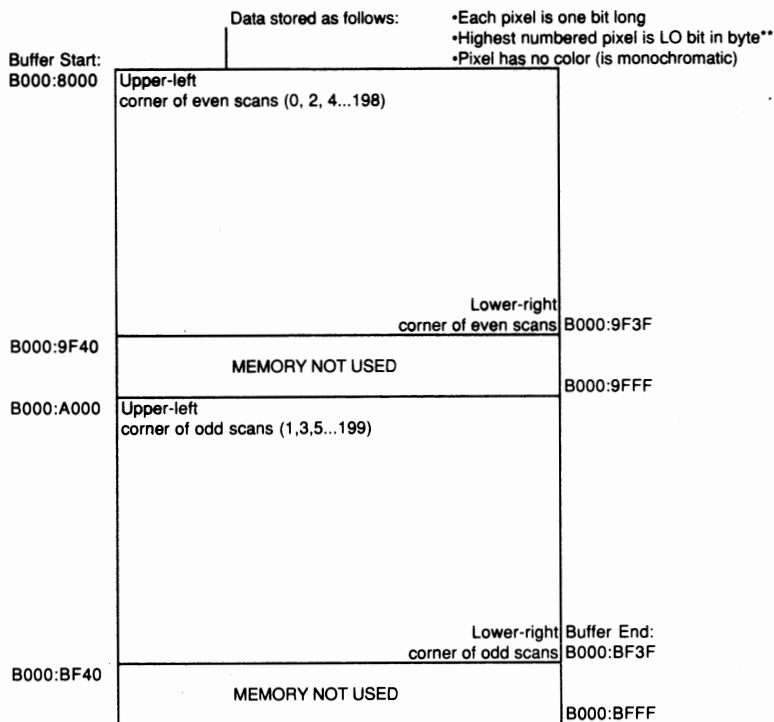 Data stored as follows:
•Each pixel is one bit long
•Highest numbered pixel is LO bit in byte**
•Pixel has no color (is monochromatic)
Buffer Start:
B000:8000
Upper-left
corner of even scans (0, 2, 4...198)
Lower-right
corner of even scans
B000:9F3F
B000:9F40
MEMORY NOT USED
B000:9FFF
B000:A000
Upper-left
corner of odd scans (1,3,5...199)
Lower-right
corner of odd scans
Buffer End:
B000:BF3F
B000:BF40
MEMORY NOT USED
B000:BFFF